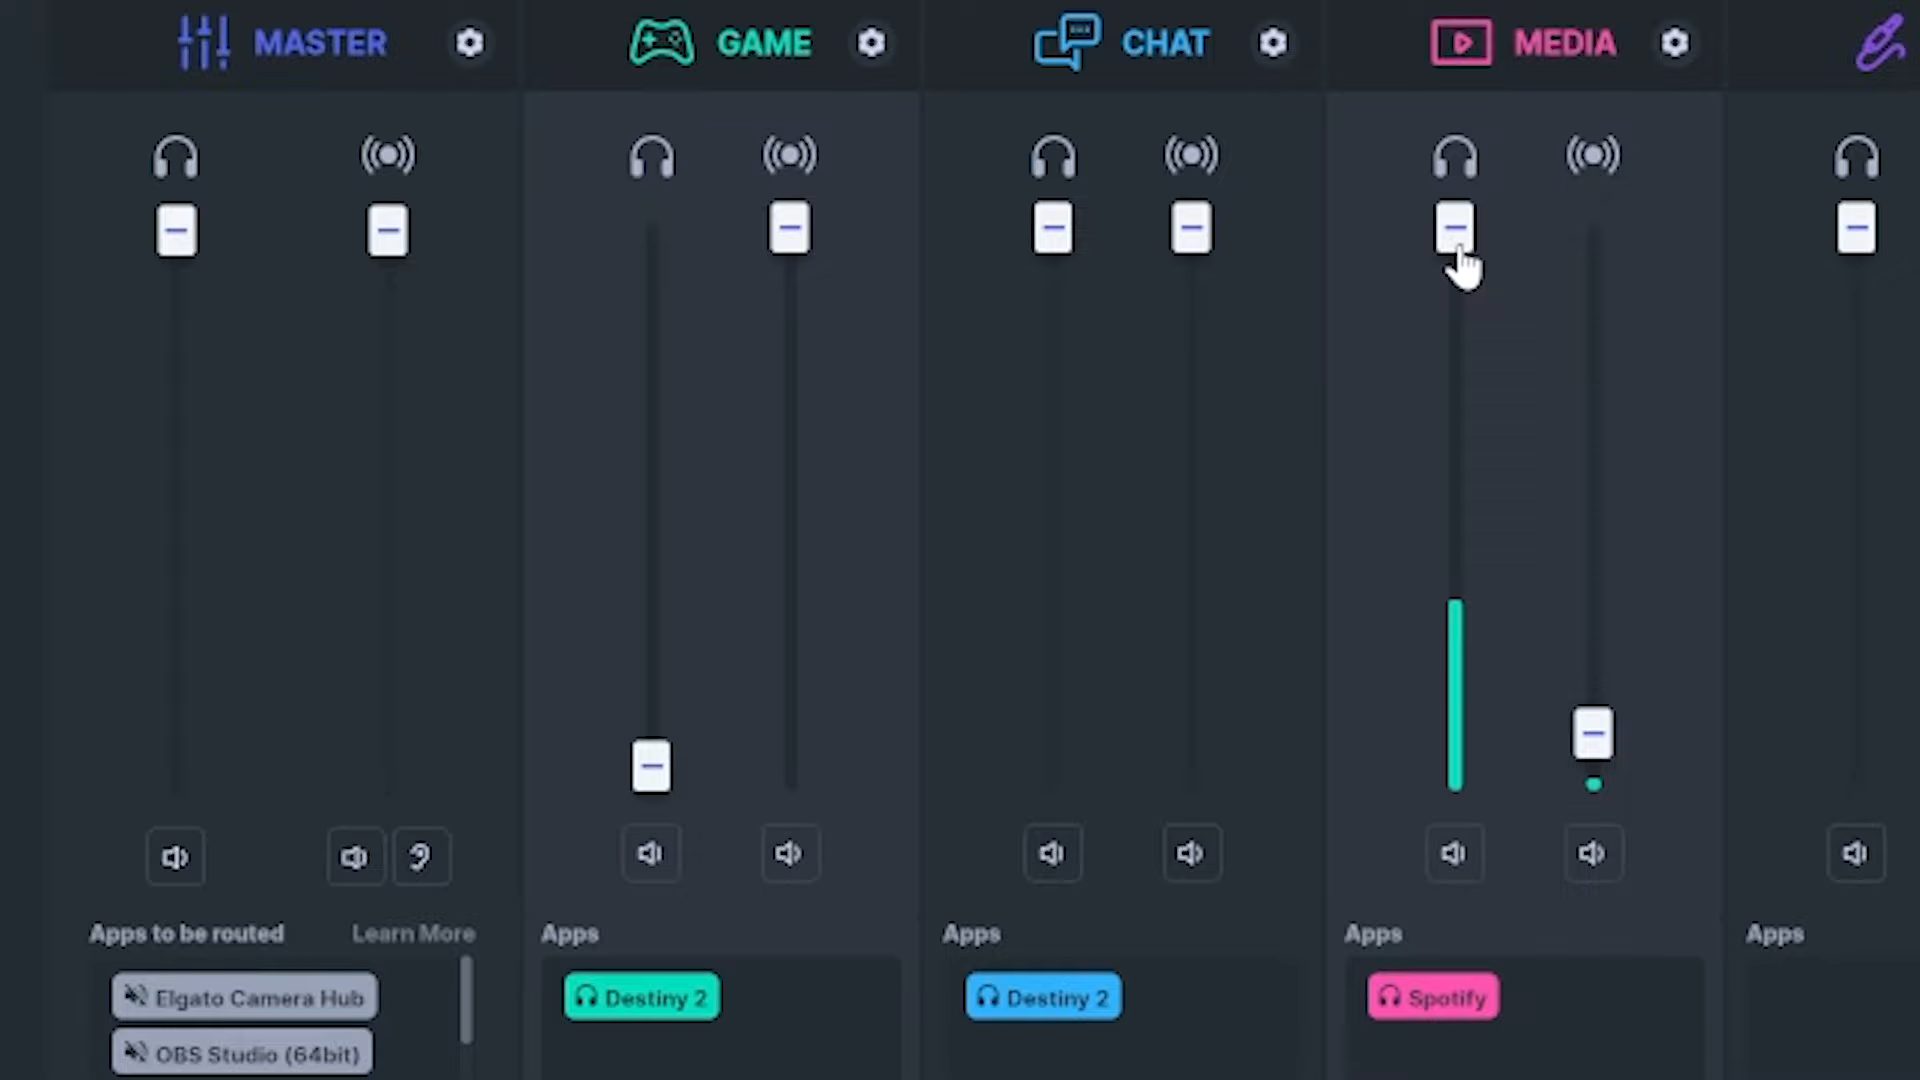 MASTER
GAME
CHAT
MEDIA
Apps to be routed
Learn More
Apps
Apps
Apps
Apps
Elgato Camera Hub
Destiny 2
Destiny 2
Spotify
OBS Studio (64bit)